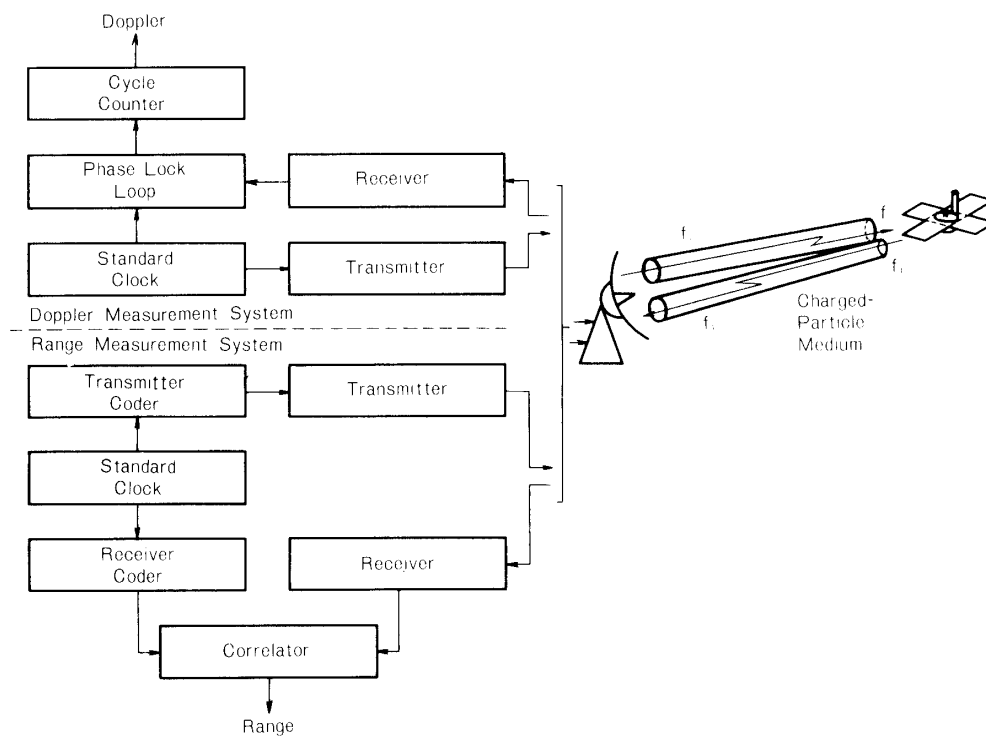 Doppler
Cycle
Counter
Phase Lock
Loop
Receiver
Standard
Clock
Transmitter
Doppler Measurement System
Range Measurement System
Transmitter
Coder
Transmitter
Standard
Clock
Receiver
Coder
Receiver
Correlator
Range
f
f
f
f
Charged-
Particle
Medium